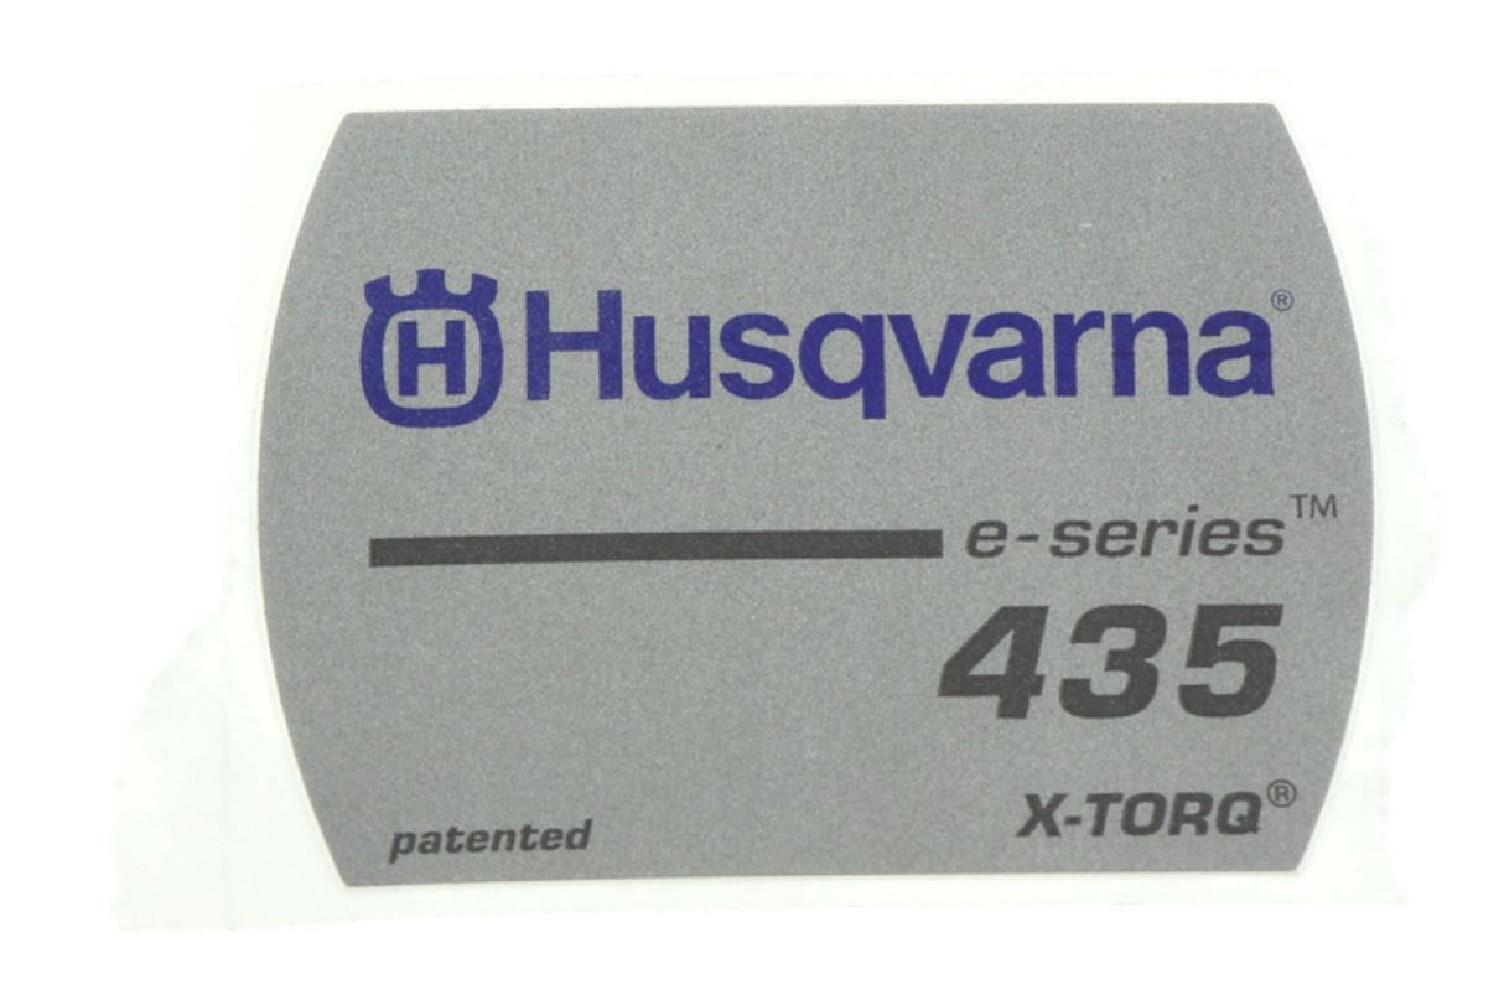 H Husqvarna®
e-series™
435
X-TORQ®
patented